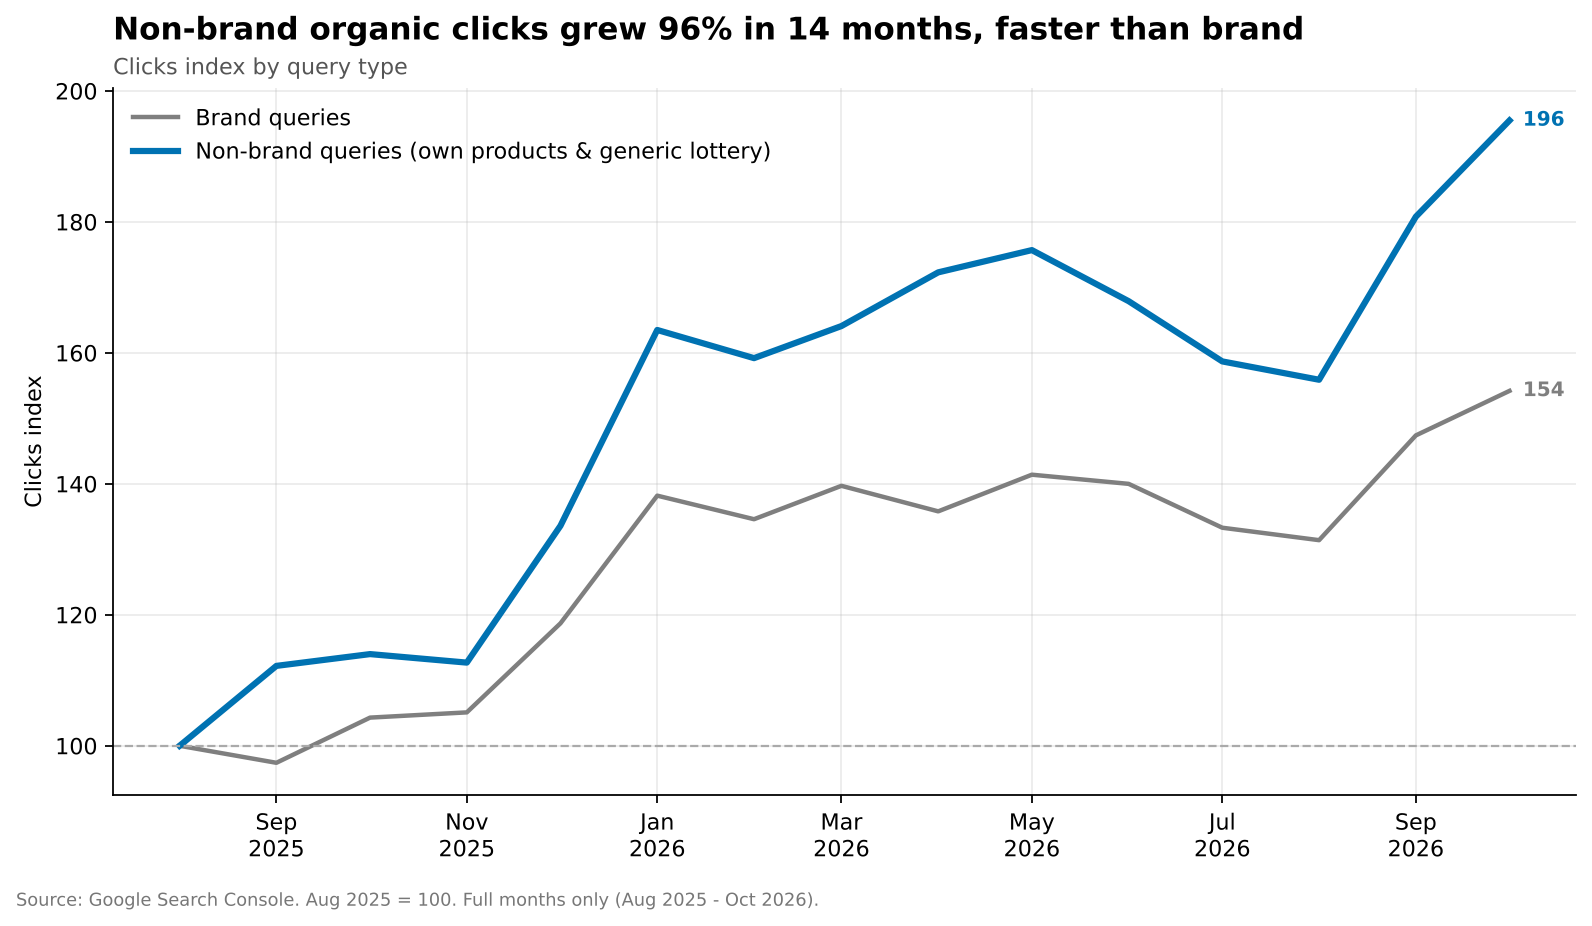 Non-brand organic clicks grew 96% in 14 months, faster than brand
Clicks index by query type
200
180
160
140
120
100
Clicks index
Brand queries
Non-brand queries (own products & generic lottery)
196
154
Sep
2025
Nov
2025
Jan
2026
Mar
2026
May
2026
Jul
2026
Sep
2026
Source: Google Search Console. Aug 2025 = 100. Full months only (Aug 2025 - Oct 2026).